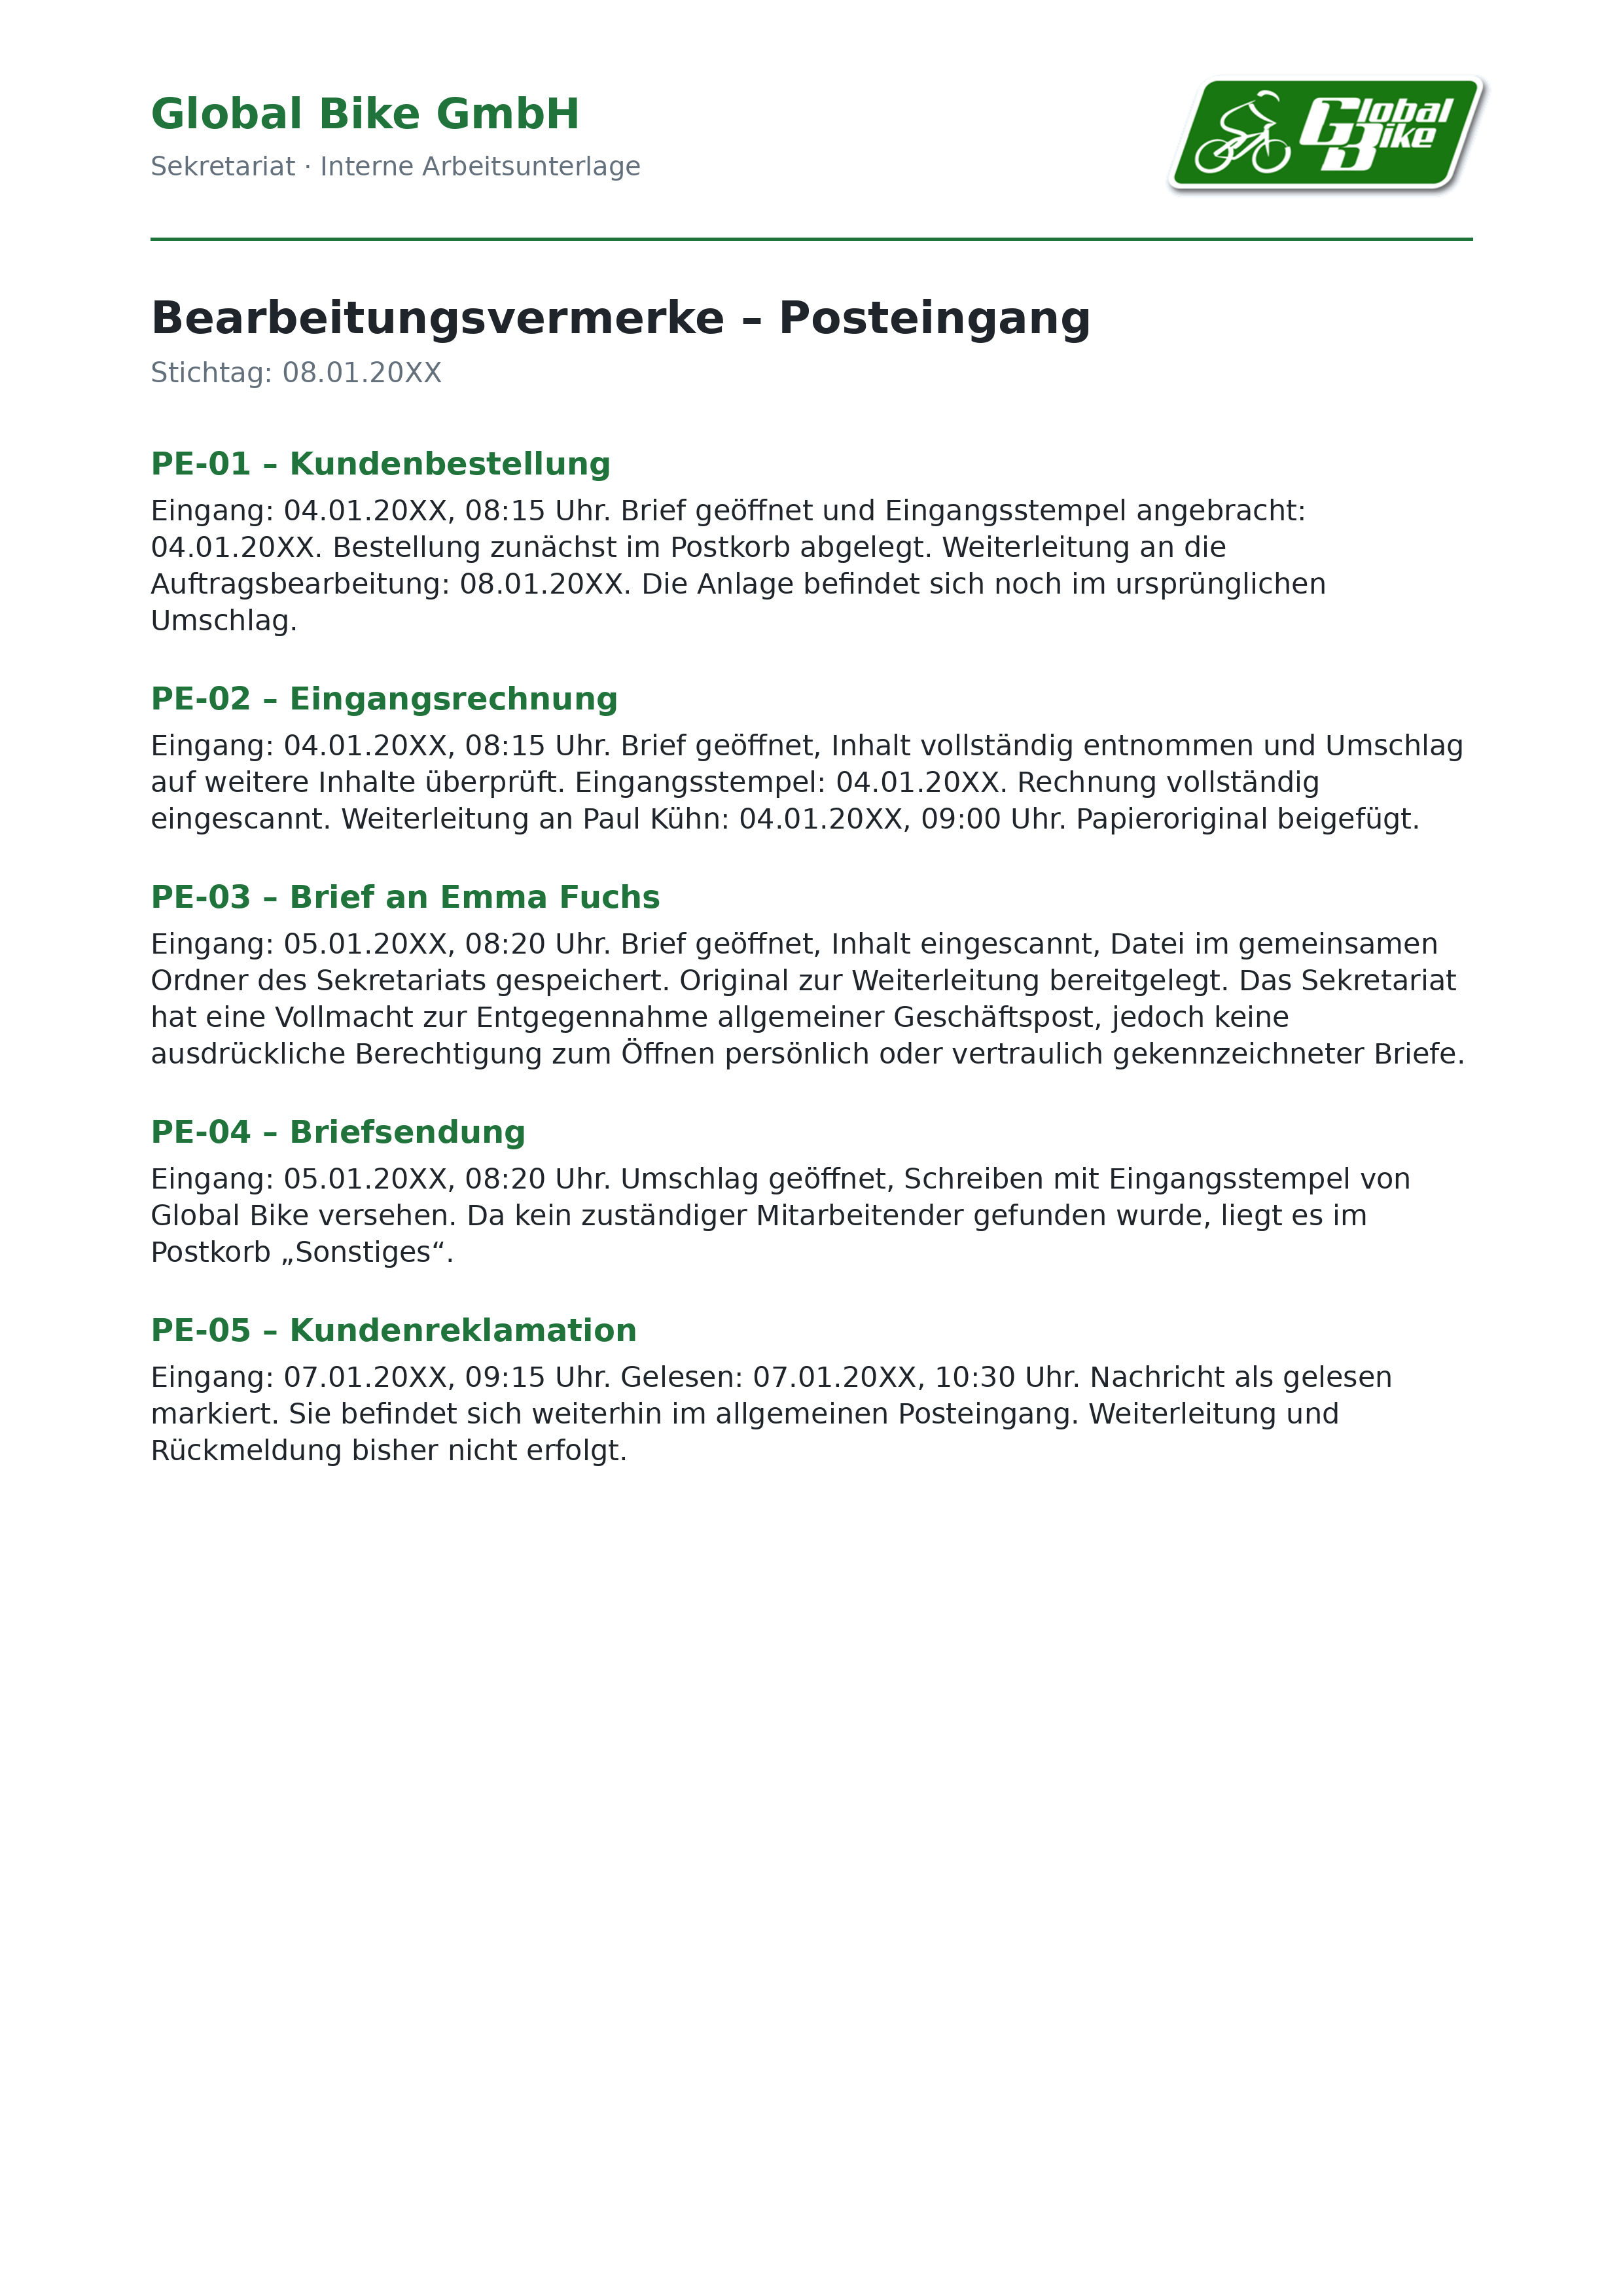 Global Bike GmbH
Sekretariat · Interne Arbeitsunterlage
Global
Bike
Bearbeitungsvermerke – Posteingang
Stichtag: 08.01.20XX
PE-01 – Kundenbestellung
Eingang: 04.01.20XX, 08:15 Uhr. Brief geöffnet und Eingangsstempel angebracht:
04.01.20XX. Bestellung zunächst im Postkorb abgelegt. Weiterleitung an die
Auftragsbearbeitung: 08.01.20XX. Die Anlage befindet sich noch im ursprünglichen
Umschlag.
PE-02 – Eingangsrechnung
Eingang: 04.01.20XX, 08:15 Uhr. Brief geöffnet, Inhalt vollständig entnommen und Umschlag
auf weitere Inhalte überprüft. Eingangsstempel: 04.01.20XX. Rechnung vollständig
eingescannt. Weiterleitung an Paul Kühn: 04.01.20XX, 09:00 Uhr. Papieroriginal beigefügt.
PE-03 – Brief an Emma Fuchs
Eingang: 05.01.20XX, 08:20 Uhr. Brief geöffnet, Inhalt eingescannt, Datei im gemeinsamen
Ordner des Sekretariats gespeichert. Original zur Weiterleitung bereitgelegt. Das Sekretariat
hat eine Vollmacht zur Entgegennahme allgemeiner Geschäftspost, jedoch keine
ausdrückliche Berechtigung zum Öffnen persönlich oder vertraulich gekennzeichneter Briefe.
PE-04 – Briefsendung
Eingang: 05.01.20XX, 08:20 Uhr. Umschlag geöffnet, Schreiben mit Eingangsstempel von
Global Bike versehen. Da kein zuständiger Mitarbeitender gefunden wurde, liegt es im
Postkorb „Sonstiges“.
PE-05 – Kundenreklamation
Eingang: 07.01.20XX, 09:15 Uhr. Gelesen: 07.01.20XX, 10:30 Uhr. Nachricht als gelesen
markiert. Sie befindet sich weiterhin im allgemeinen Posteingang. Weiterleitung und
Rückmeldung bisher nicht erfolgt.